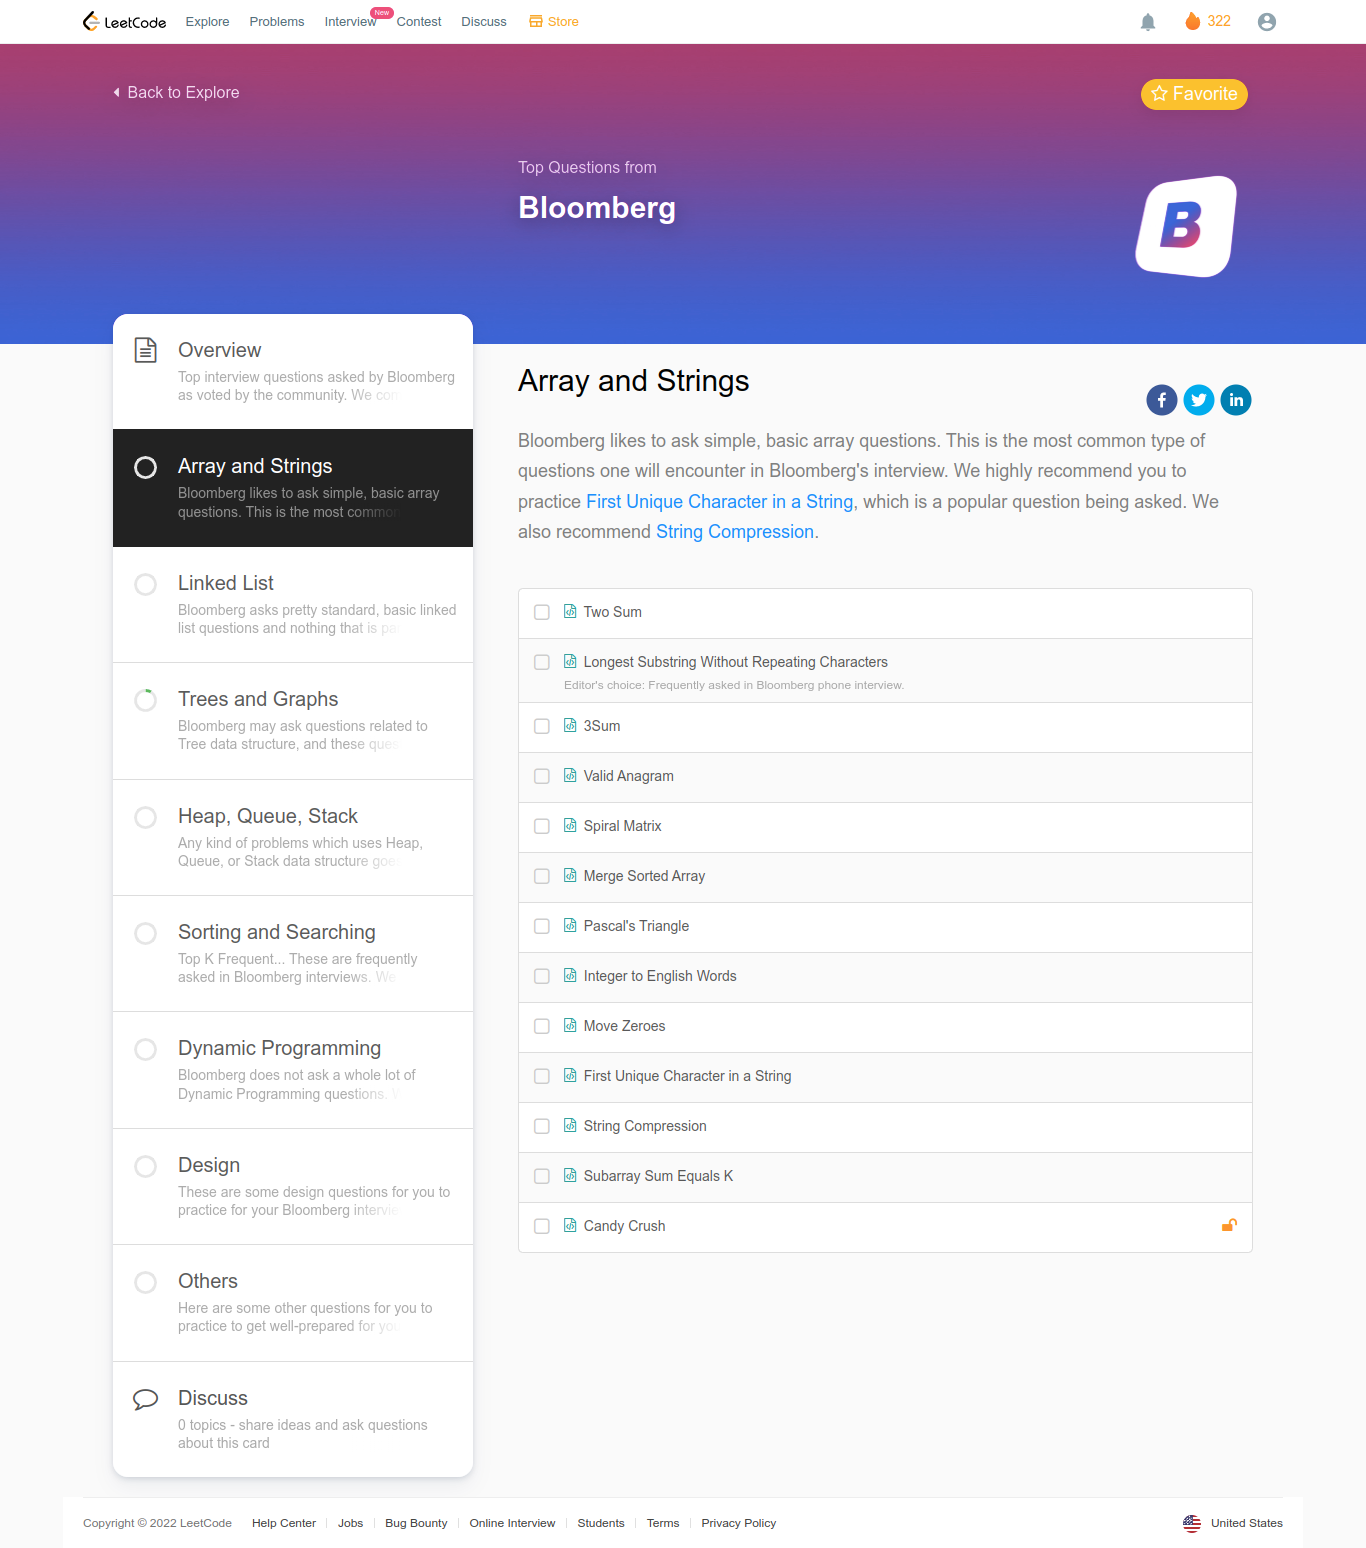 LeetCode Explore Problems Interview New Contest Discuss Store 322
Back to Explore
Favorite
Top Questions from
Bloomberg
B
Overview
Top interview questions asked by Bloomberg
as voted by the community. We con
Array and Strings
Bloomberg likes to ask simple, basic array
questions. This is the most common
Linked List
Bloomberg asks pretty standard, basic linked
list questions and nothing that is pa
Trees and Graphs
Bloomberg may ask questions related to
Tree data structure, and these ques
Heap, Queue, Stack
Any kind of problems which uses Heap,
Queue, or Stack data structure goes
Sorting and Searching
Top K Frequent... These are frequently
asked in Bloomberg interviews. We
Dynamic Programming
Bloomberg does not ask a whole lot of
Dynamic Programming questions. W
Design
These are some design questions for you to
practice for your Bloomberg intervie
Others
Here are some other questions for you to
practice to get well-prepared for you
Discuss
0 topics - share ideas and ask questions
about this card
Array and Strings
Bloomberg likes to ask simple, basic array questions. This is the most common type of
questions one will encounter in Bloomberg's interview. We highly recommend you to
practice First Unique Character in a String, which is a popular question being asked. We
also recommend String Compression.
Two Sum
Longest Substring Without Repeating Characters
Editor's choice: Frequently asked in Bloomberg phone interview.
3Sum
Valid Anagram
Spiral Matrix
Merge Sorted Array
Pascal's Triangle
Integer to English Words
Move Zeroes
First Unique Character in a String
String Compression
Subarray Sum Equals K
Candy Crush
Copyright © 2022 LeetCode Help Center Jobs Bug Bounty Online Interview Students Terms Privacy Policy United States